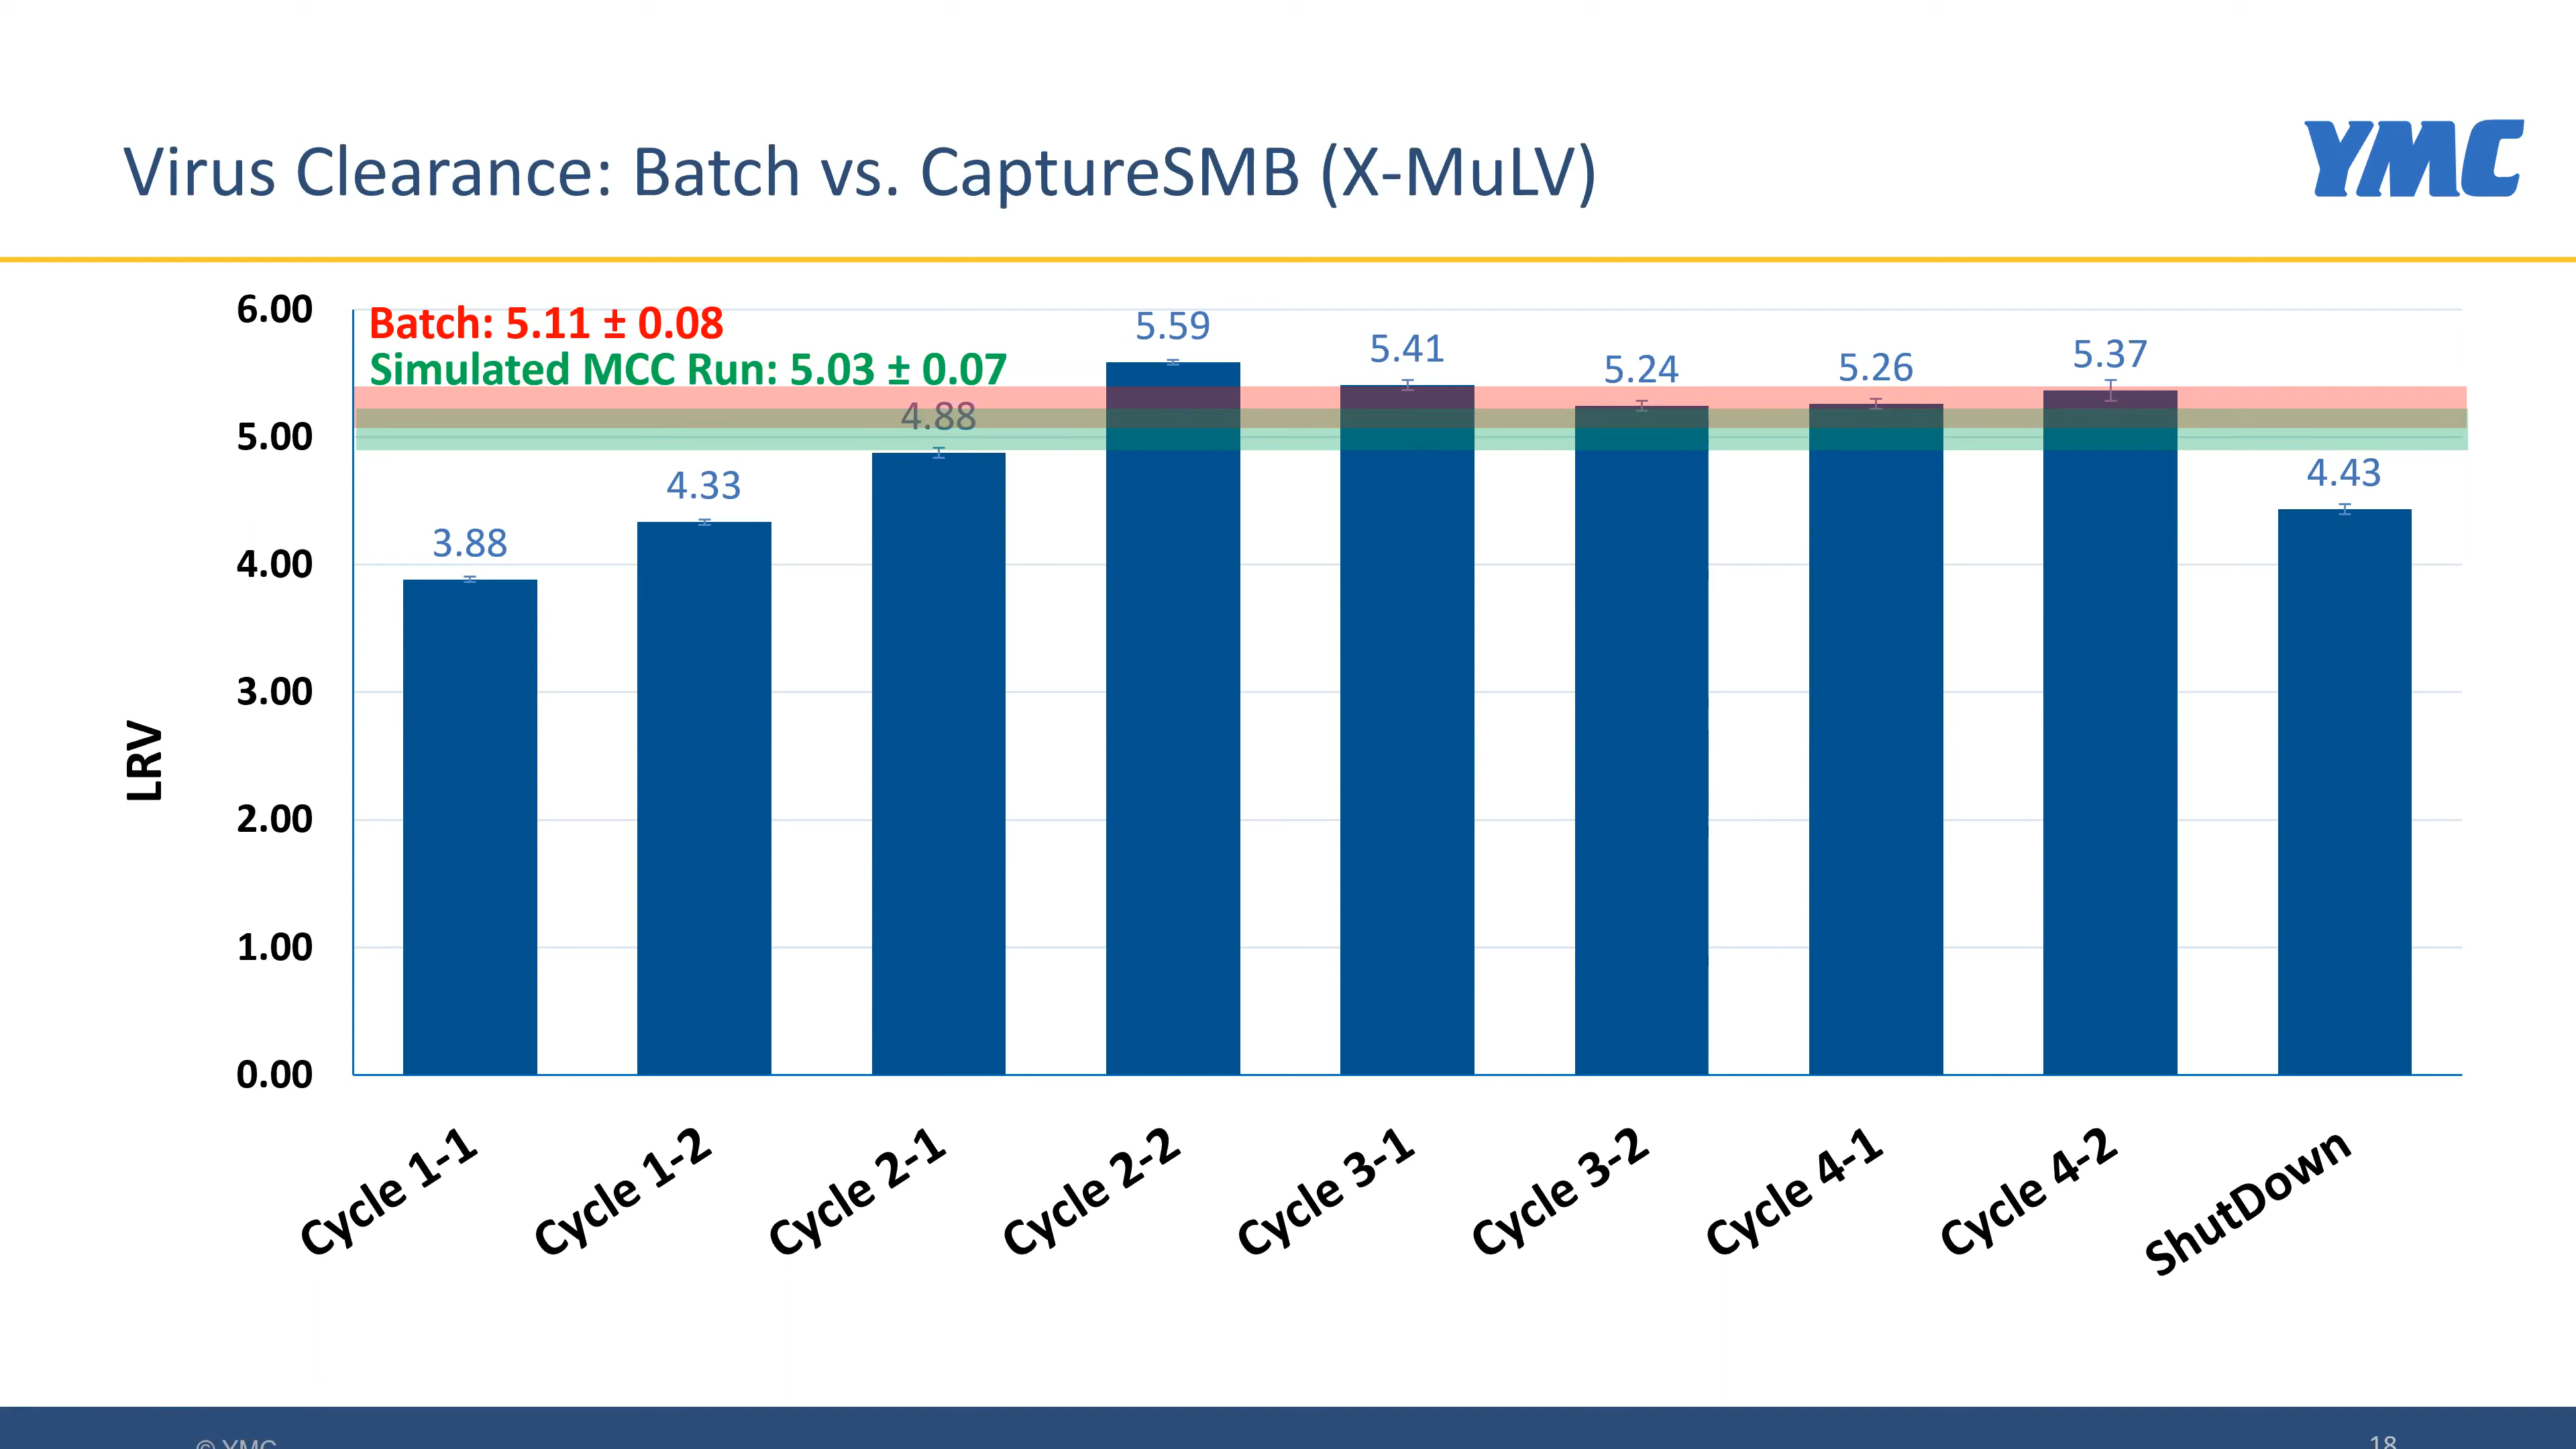 Virus Clearance: Batch vs. CaptureSMB (X-MuLV)
YMC
Batch: 5.11 ± 0.08
Simulated MCC Run: 5.03 ± 0.07
6.00
5.00
4.00
3.00
2.00
1.00
0.00
LRV
3.88
4.33
4.88
5.59
5.41
5.24
5.26
5.37
4.43
Cycle 1-1
Cycle 1-2
Cycle 2-1
Cycle 2-2
Cycle 3-1
Cycle 3-2
Cycle 4-1
Cycle 4-2
ShutDown
© YMC
18